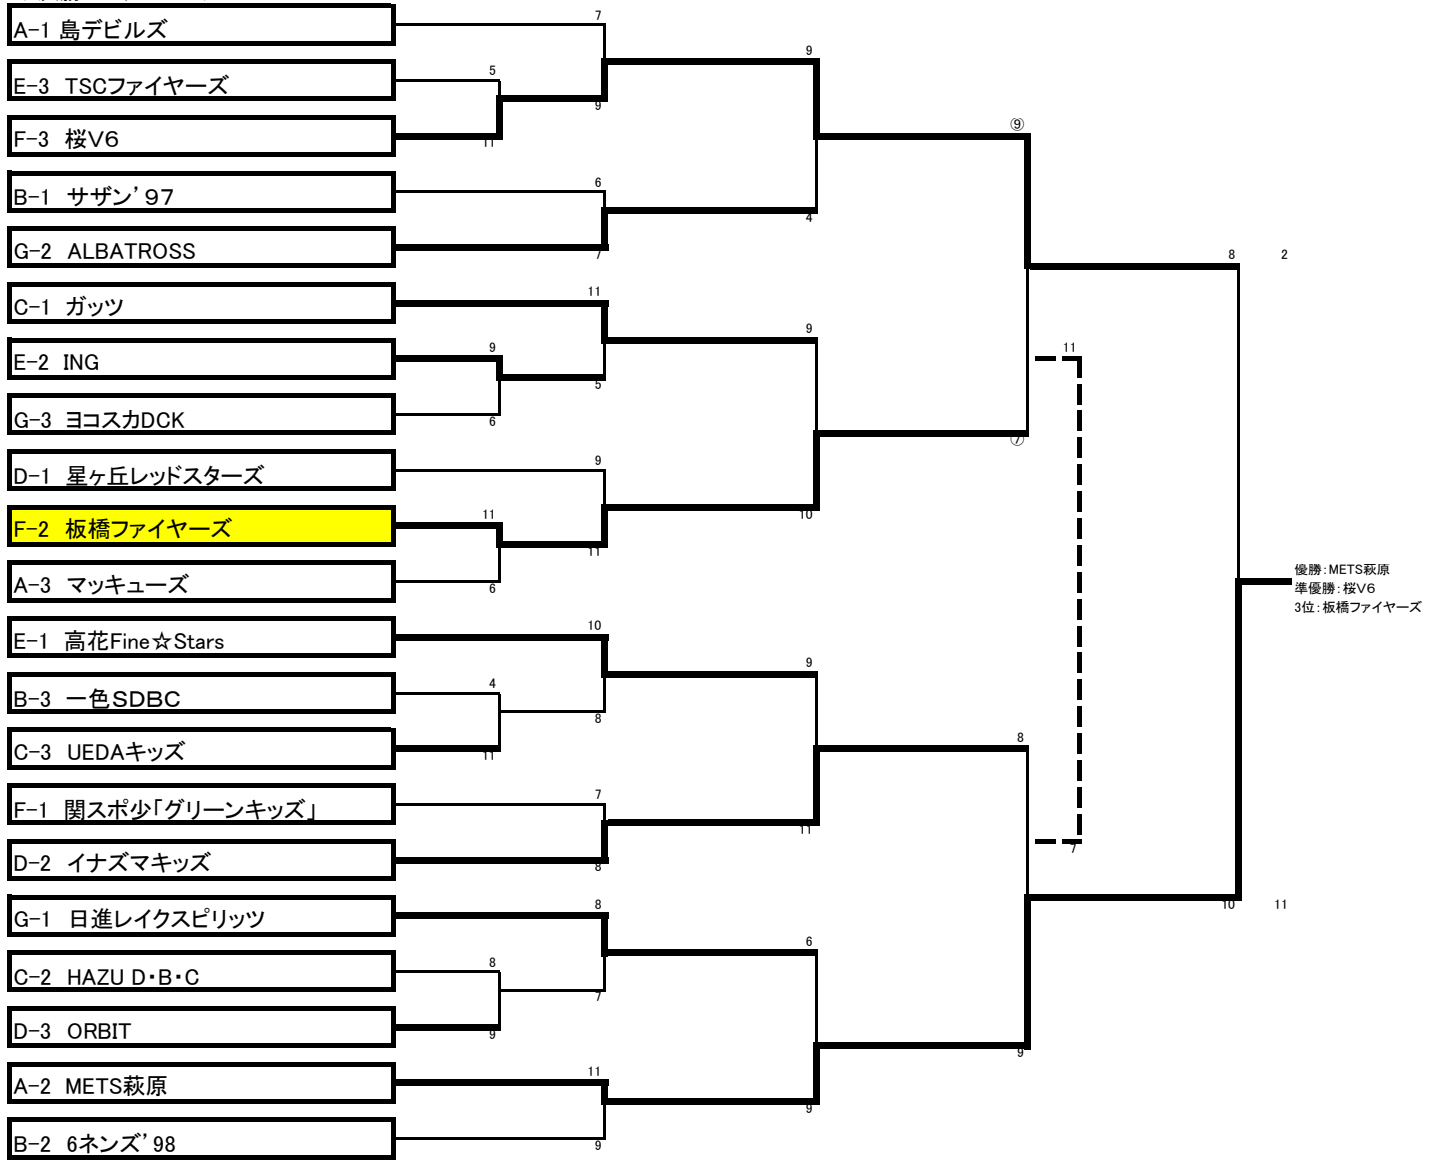 A-1 島デビルズ
7
9
E-3 TSCファイヤーズ
5
9
F-3 桜V6
11
⑨
B-1 サザン'97
6
4
G-2 ALBATROSS
7
8 2
C-1 ガッツ
11
9
E-2 ING
9
5
11
G-3 ヨコスカDCK
6
⑦
D-1 星ヶ丘レッドスターズ
9
10
F-2 板橋ファイヤーズ
11
11
A-3 マッキューズ
6
優勝：METS萩原
準優勝：桜V6
3位：板橋ファイヤーズ
E-1 高花Fine☆Stars
10
9
B-3 一色SDBC
4
8
C-3 UEDAキッズ
11
8
F-1 関スポ少「グリーンキッズ」
7
11
7
D-2 イナズマキッズ
8
G-1 日進レイクスピリッツ
8
10 11
6
C-2 HAZU D・B・C
8
7
D-3 ORBIT
9
9
A-2 METS萩原
11
9
B-2 6ネンズ'98
9